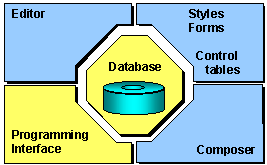 Editor
Styles
Forms
Control
tables
Database
Programming
Interface
Composer